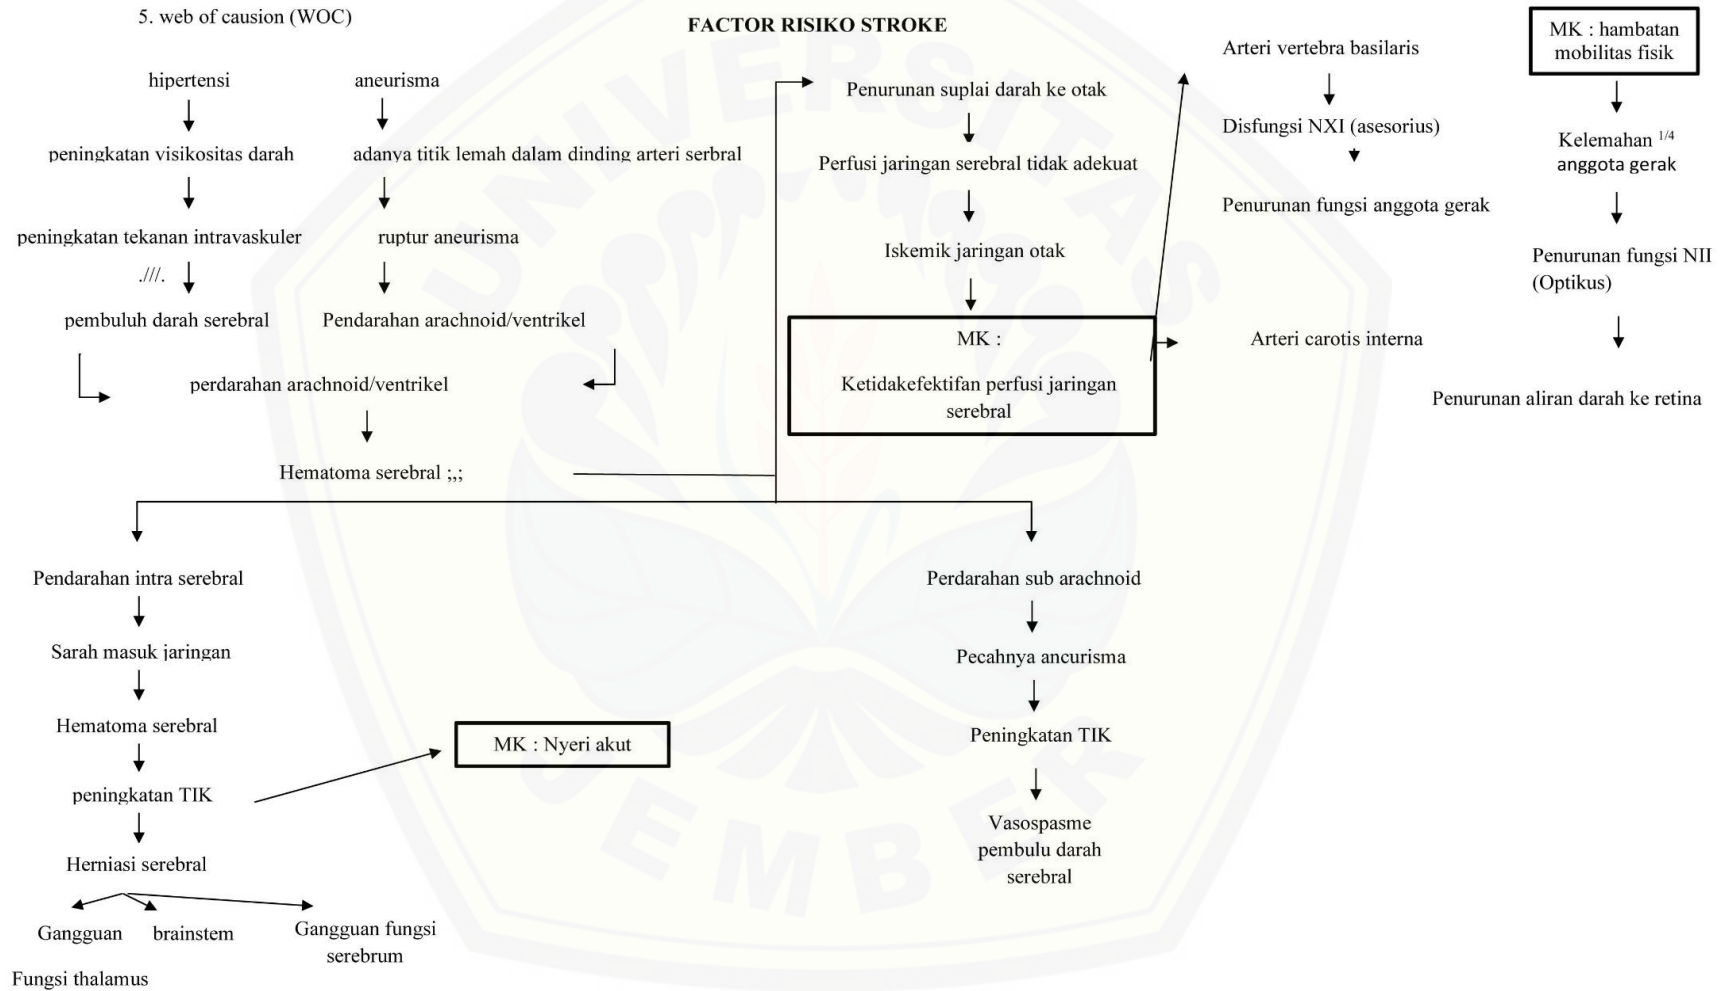 5. web of causion (WOC)
FACTOR RISIKO STROKE
hipertensi
peningkatan visikositas darah
peningkatan tekanan intravaskuler
.///.
pembuluh darah serebral
aneurisma
adanya titik lemah dalam dinding arteri serbral
ruptur aneurisma
Pendarahan arachnoid/ventrikel
perdarahan arachnoid/ventrikel
Hematoma serebral ;,;
Penurunan suplai darah ke otak
Perfusi jaringan serebral tidak adekuat
Iskemik jaringan otak
MK :
Ketidakefektifan perfusi jaringan
serebral
Arteri vertebra basilaris
Disfungsi NXI (asesorius)
Penurunan fungsi anggota gerak
Arteri carotis interna
MK : hambatan
mobilitas fisik
Kelemahan 1/4
anggota gerak
Penurunan fungsi NII
(Optikus)
Penurunan aliran darah ke retina
Pendarahan intra serebral
Sarah masuk jaringan
Hematoma serebral
peningkatan TIK
Herniasi serebral
Gangguan
Fungsi thalamus
brainstem
Gangguan fungsi
serebrum
MK : Nyeri akut
Perdarahan sub arachnoid
Pecahnya ancurisma
Peningkatan TIK
Vasospasme
pembulu darah
serebral
UNIVERSITAS
JEMBER